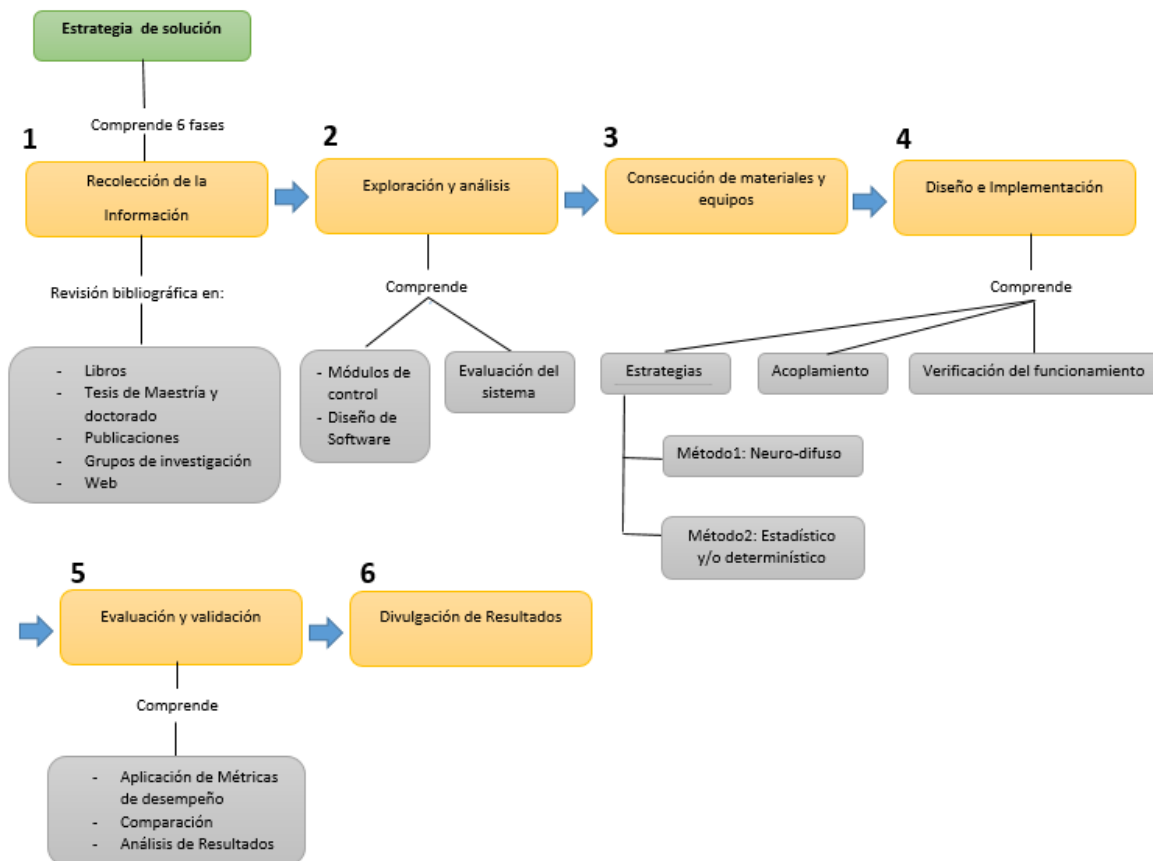 Estrategia de solución
Comprende 6 fases
1
Recolección de la
Información
2
Exploración y análisis
3
Consecución de materiales y
equipos
4
Diseño e Implementación
Revisión bibliográfica en:
- Libros
- Tesis de Maestría y
doctorado
- Publicaciones
- Grupos de investigación
- Web
Comprende
- Módulos de
control
- Diseño de
Software
Evaluación del
sistema
Comprende
Estrategias
Acoplamiento
Verificación del funcionamiento
Método1: Neuro-difuso
Método2: Estadístico
y/o determinístico
5
Evaluación y validación
6
Divulgación de Resultados
Comprende
- Aplicación de Métricas
de desempeño
- Comparación
- Análisis de Resultados